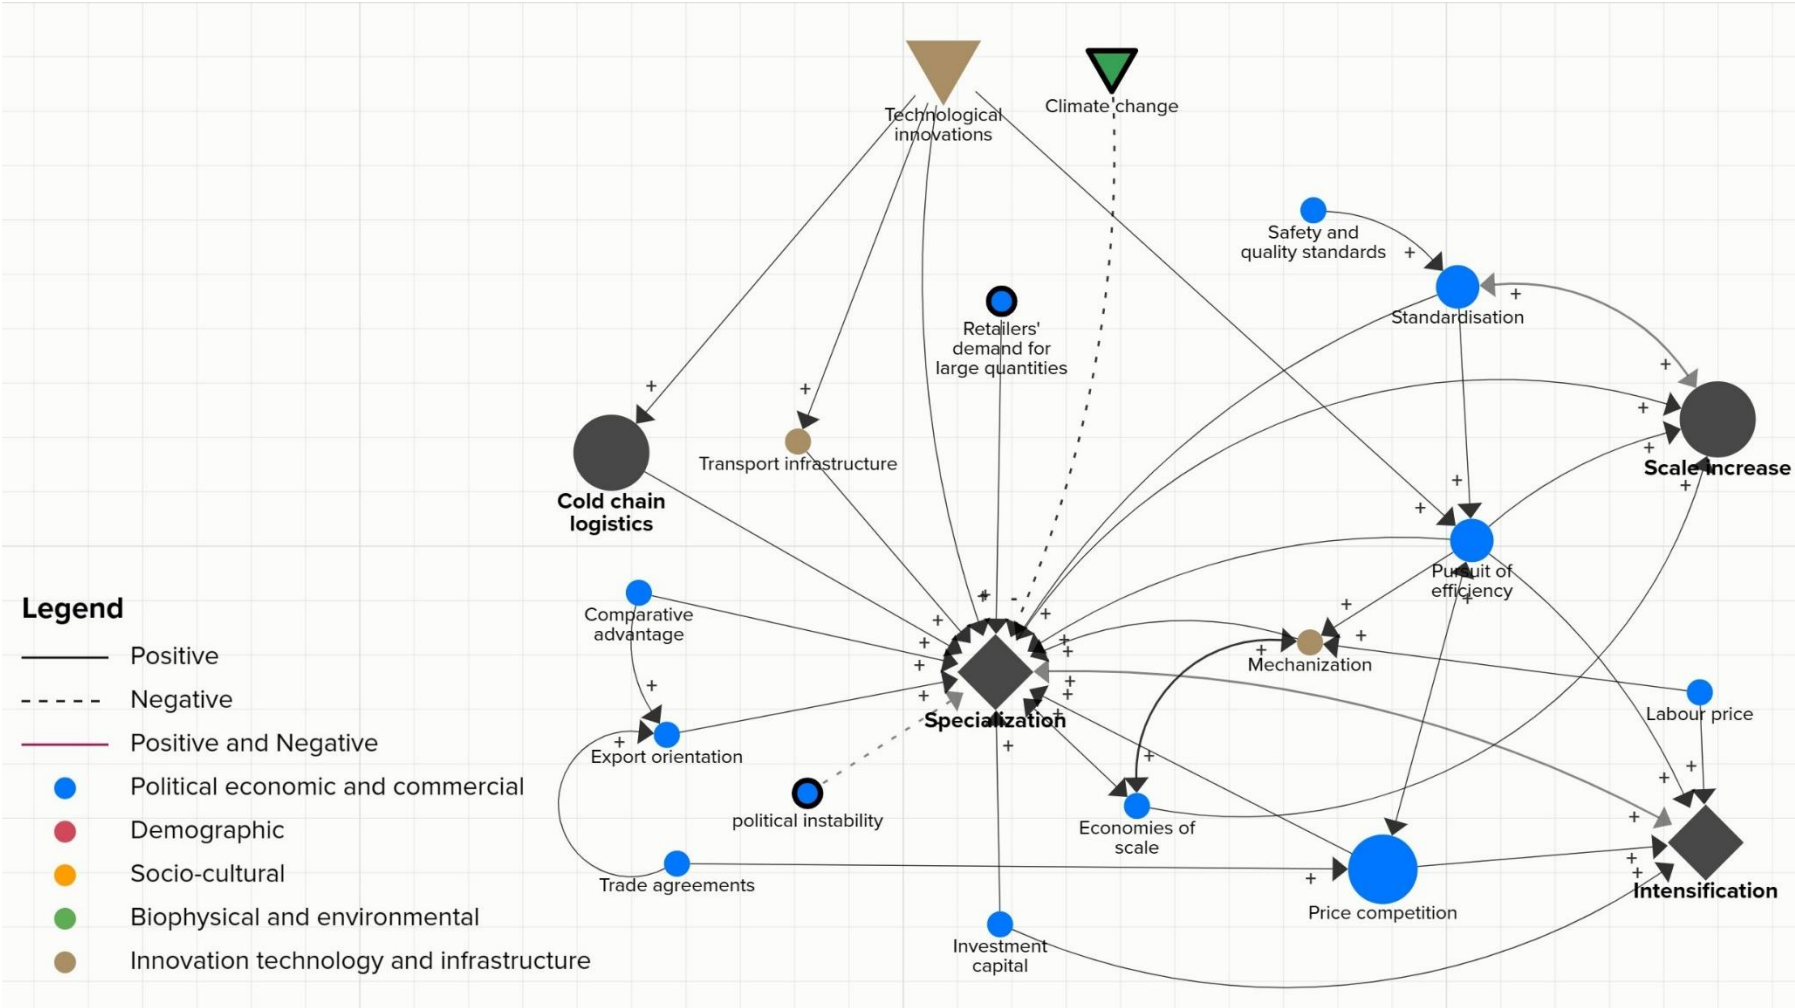 Technological
innovations
Climate change
Safety and
quality standards
Standardisation
Retailers'
demand for
large quantities
Transport infrastructure
Scale increase
Cold chain
logistics
Pursuit of
efficiency
Comparative
advantage
Mechanization
Labour price
Specialization
Export orientation
political instability
Economies of
scale
Trade agreements
Intensification
Price competition
Investment
capital
Legend
Positive
Negative
Positive and Negative
Political economic and commercial
Demographic
Socio-cultural
Biophysical and environmental
Innovation technology and infrastructure